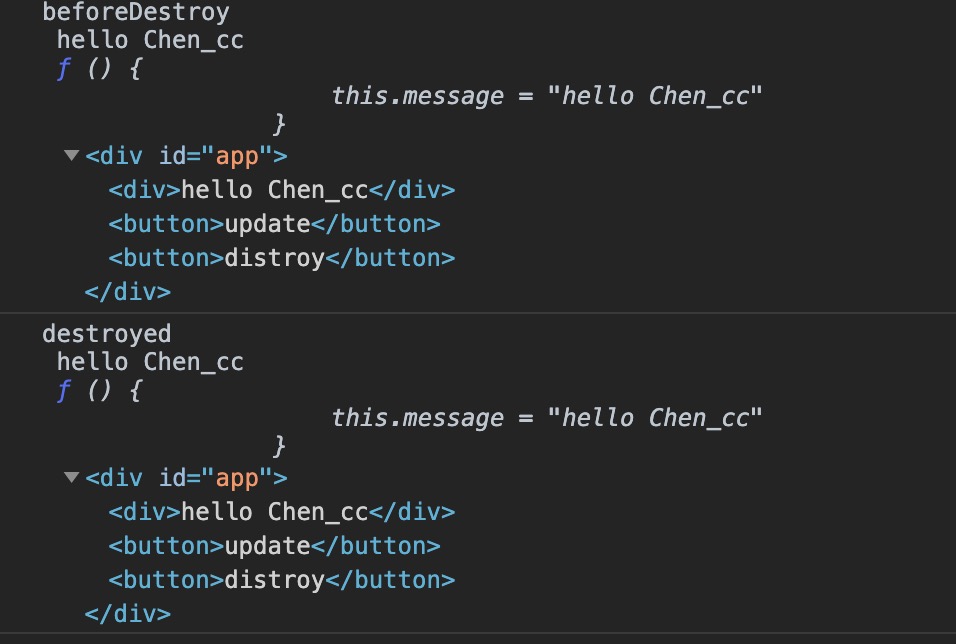 beforeDestroy
hello Chen_cc
ƒ () {
this.message = "hello Chen_cc"
}
<div id="app">
<div>hello Chen_cc</div>
<button>update</button>
<button>distroy</button>
</div>
destroyed
hello Chen_cc
ƒ () {
this.message = "hello Chen_cc"
}
<div id="app">
<div>hello Chen_cc</div>
<button>update</button>
<button>distroy</button>
</div>